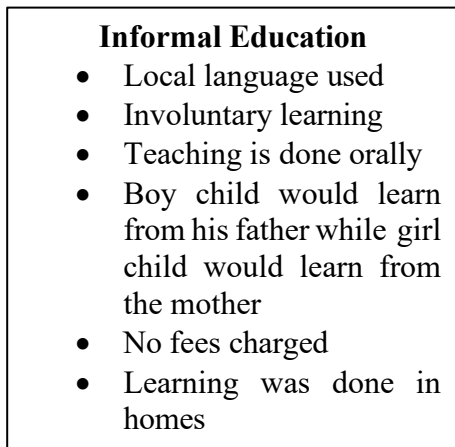 Informal Education
• Local language used
• Involuntary learning
• Teaching is done orally
• Boy child would learn
from his father while girl
child would learn from
the mother
• No fees charged
• Learning was done in
homes